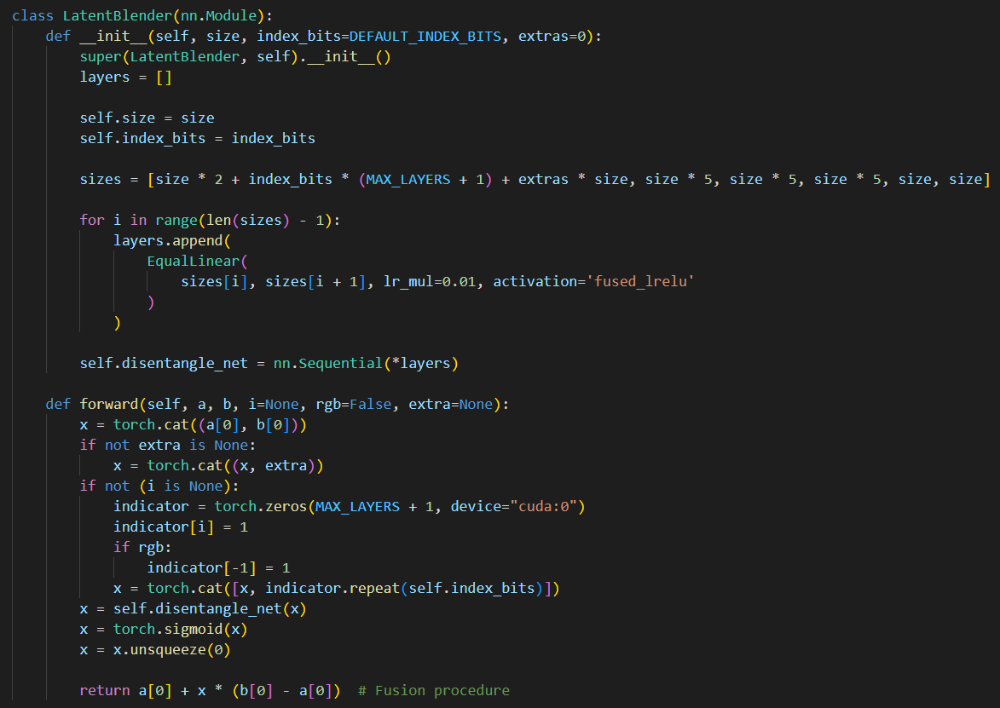 class LatentBlender(nn.Module):
    def __init__(self, size, index_bits=DEFAULT_INDEX_BITS, extras=0):
        super(LatentBlender, self).__init__()
        layers = []

        self.size = size
        self.index_bits = index_bits

        sizes = [size * 2 + index_bits * (MAX_LAYERS + 1) + extras * size, size * 5, size * 5, size * 5, size, size]

        for i in range(len(sizes) - 1):
            layers.append(
                EqualLinear(
                    sizes[i], sizes[i + 1], lr_mul=0.01, activation='fused_lrelu'
                )
            )

        self.disentangle_net = nn.Sequential(*layers)

    def forward(self, a, b, i=None, rgb=False, extra=None):
        x = torch.cat((a[0], b[0]))
        if not extra is None:
            x = torch.cat((x, extra))
        if not (i is None):
            indicator = torch.zeros(MAX_LAYERS + 1, device="cuda:0")
            indicator[i] = 1
            if rgb:
                indicator[-1] = 1
            x = torch.cat([x, indicator.repeat(self.index_bits)])
        x = self.disentangle_net(x)
        x = torch.sigmoid(x)
        x = x.unsqueeze(0)

        return a[0] + x * (b[0] - a[0])  # Fusion procedure